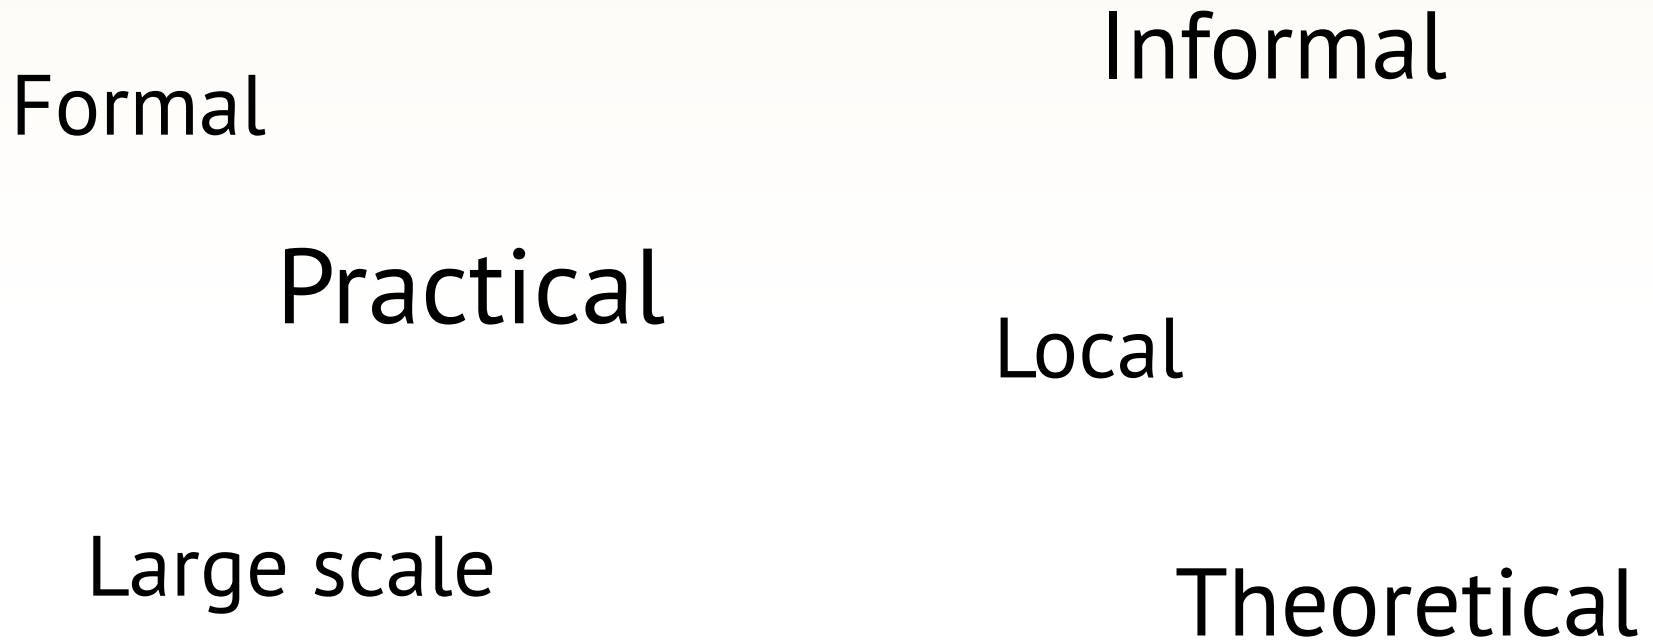 Informal
Formal
Practical
Local
Large scale
Theoretical